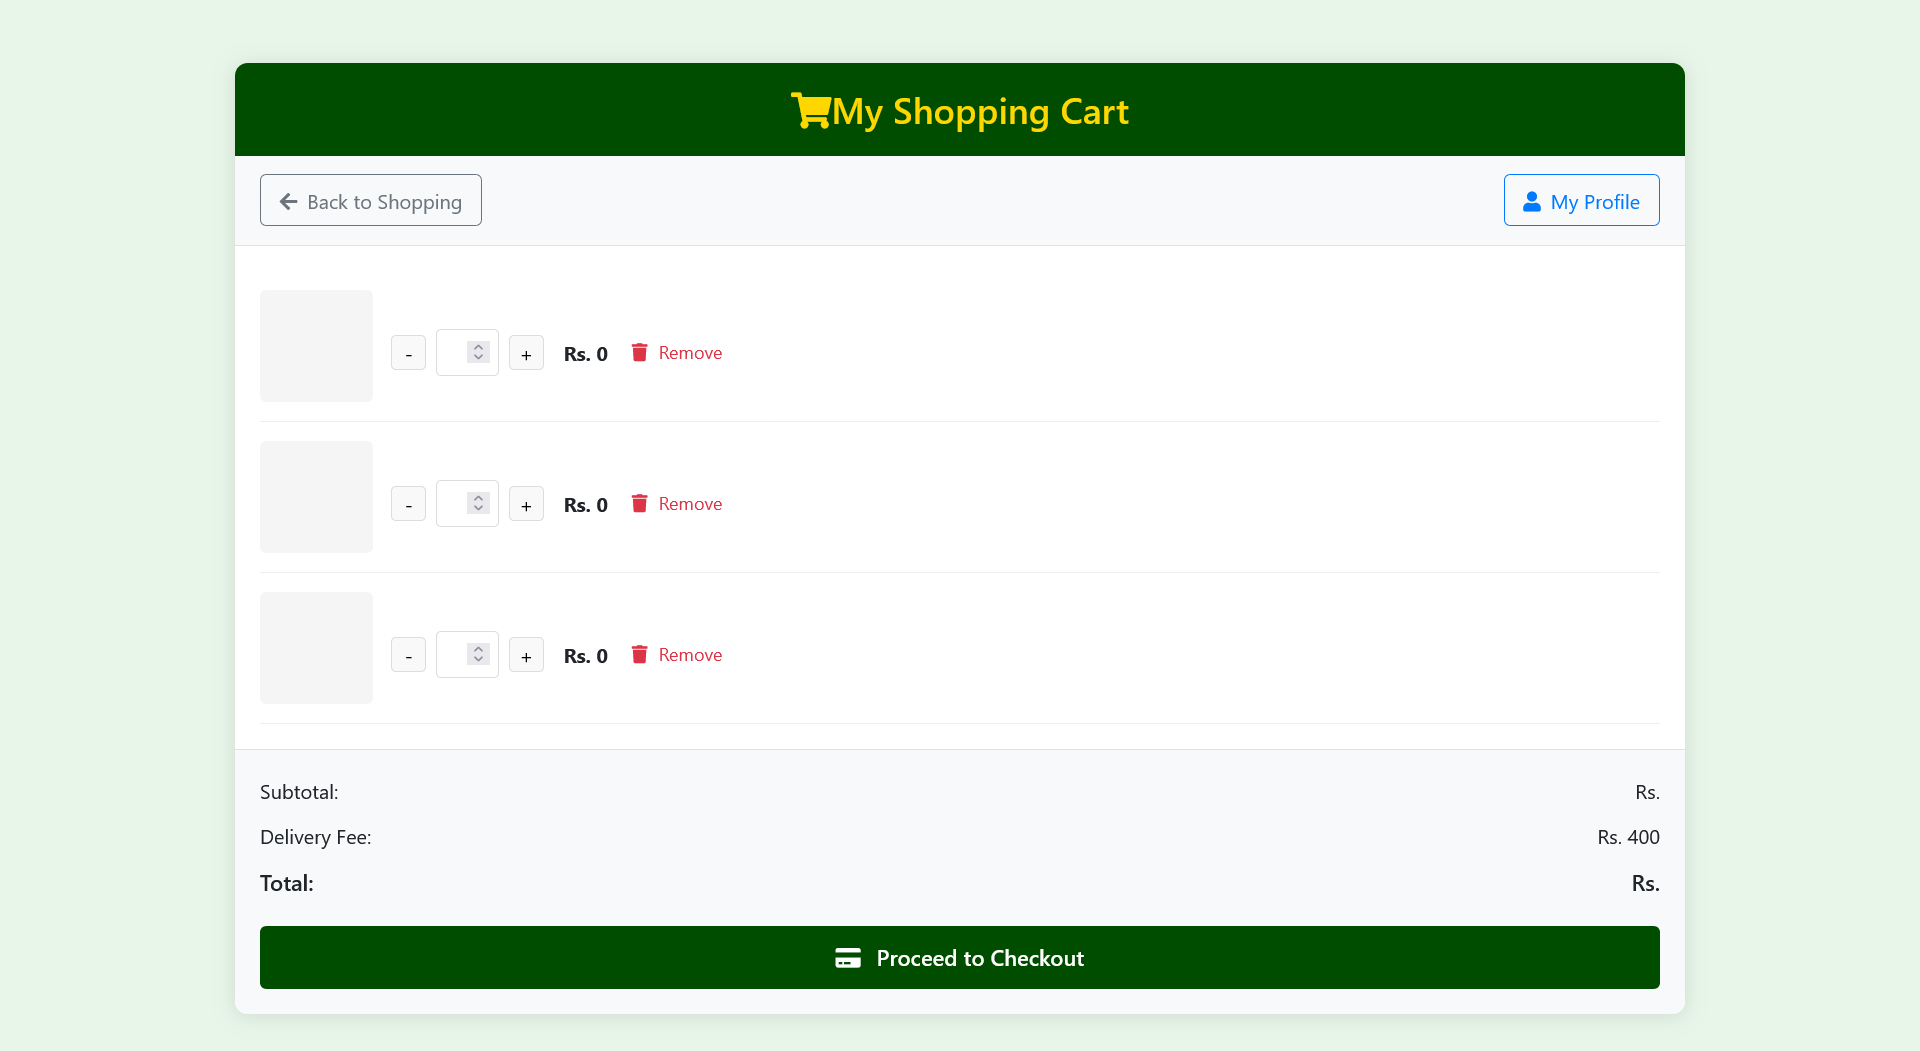 My Shopping Cart
Back to Shopping
My Profile
- + Rs. 0 Remove
- + Rs. 0 Remove
- + Rs. 0 Remove
Subtotal: Rs.
Delivery Fee: Rs. 400
Total: Rs.
Proceed to Checkout